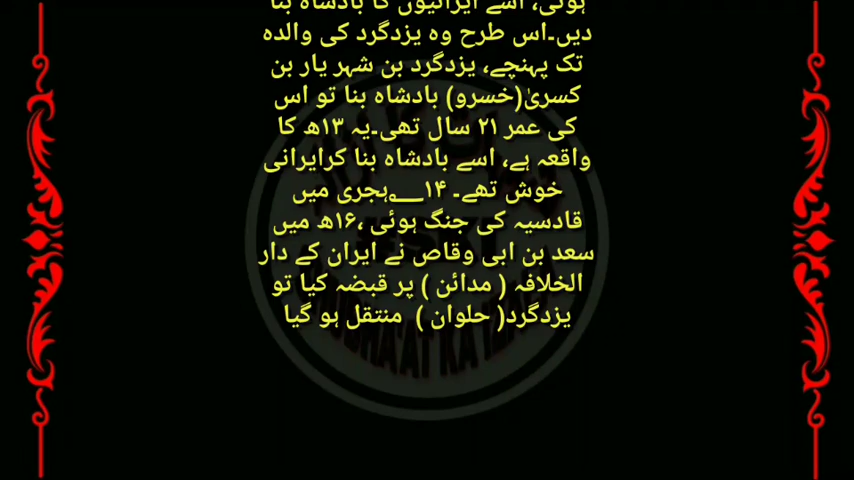 ہوئی، اسے ایرانیوں کا بادشاہ بنا
دیں۔اس طرح وہ یزدگرد کی والدہ
تک پہنچے، یزدگرد بن شہر یار بن
کسریٰ(خسرو) بادشاہ بنا تو اس
کی عمر ۲۱ سال تھی۔یہ ۱۳ھ کا
واقعہ ہے، اسے بادشاہ بنا کرایرانی
خوش تھے۔ ۱۴؁ہجری میں
قادسیہ کی جنگ ہوئی ،۱۶ھ میں
سعد بن ابی وقاص نے ایران کے دار
الخلافہ ( مدائن ) پر قبضہ کیا تو
یزدگرد( حلوان ) منتقل ہو گیا